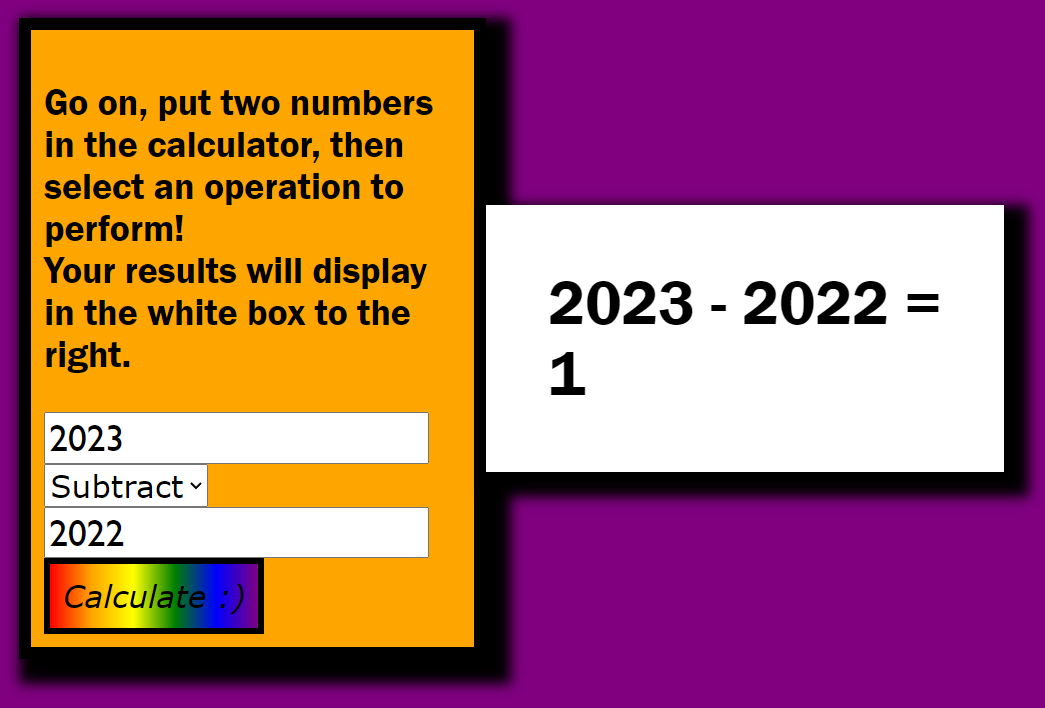 Go on, put two numbers
in the calculator, then
select an operation to
perform!
Your results will display
in the white box to the
right.
2023
Subtract
2022
Calculate :)
2023 - 2022 =
1